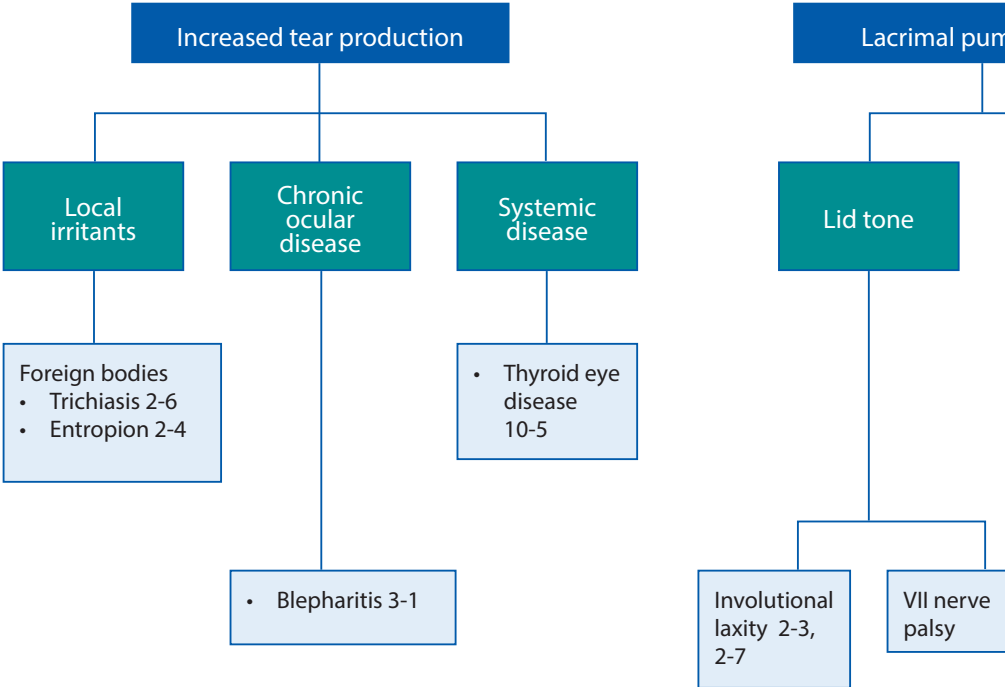 Increased tear production
Lacrimal pum
Local
irritants
Chronic
ocular
disease
Systemic
disease
Lid tone
Foreign bodies
• Trichiasis 2-6
• Entropion 2-4
• Thyroid eye
disease
10-5
• Blepharitis 3-1
Involutional
laxity 2-3,
2-7
VII nerve
palsy